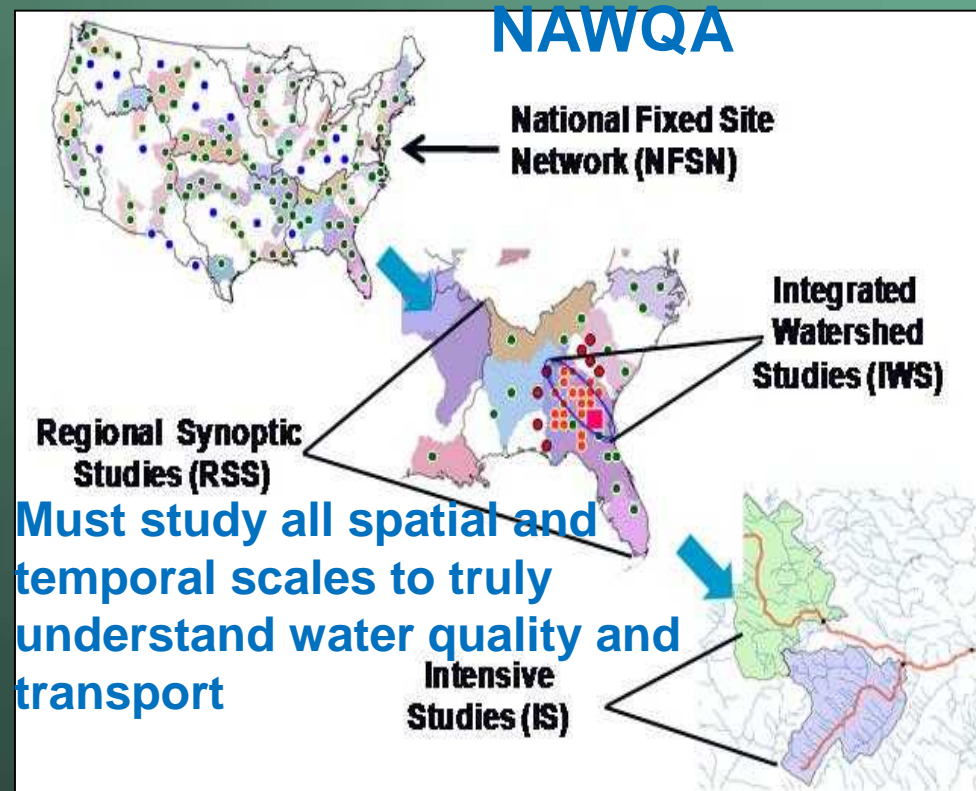 NAWQA
National Fixed Site
Network (NFSN)
Integrated
Watershed
Studies (IWS)
Regional Synoptic
Studies (RSS)
Must study all spatial and
temporal scales to truly
understand water quality and
transport
Intensive
Studies (IS)